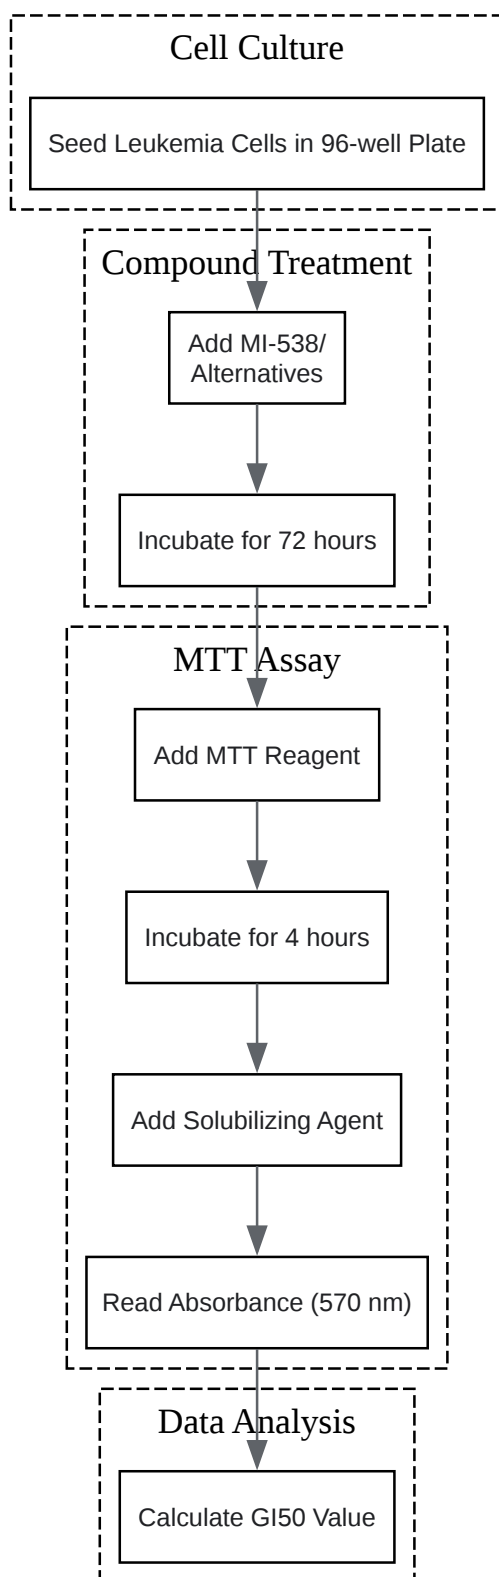 Cell Culture
Seed Leukemia Cells in 96-well Plate
Compound Treatment
Add MI-538/
Alternatives
Incubate for 72 hours
MTT Assay
Add MTT Reagent
Incubate for 4 hours
Add Solubilizing Agent
Read Absorbance (570 nm)
Data Analysis
Calculate GI50 Value